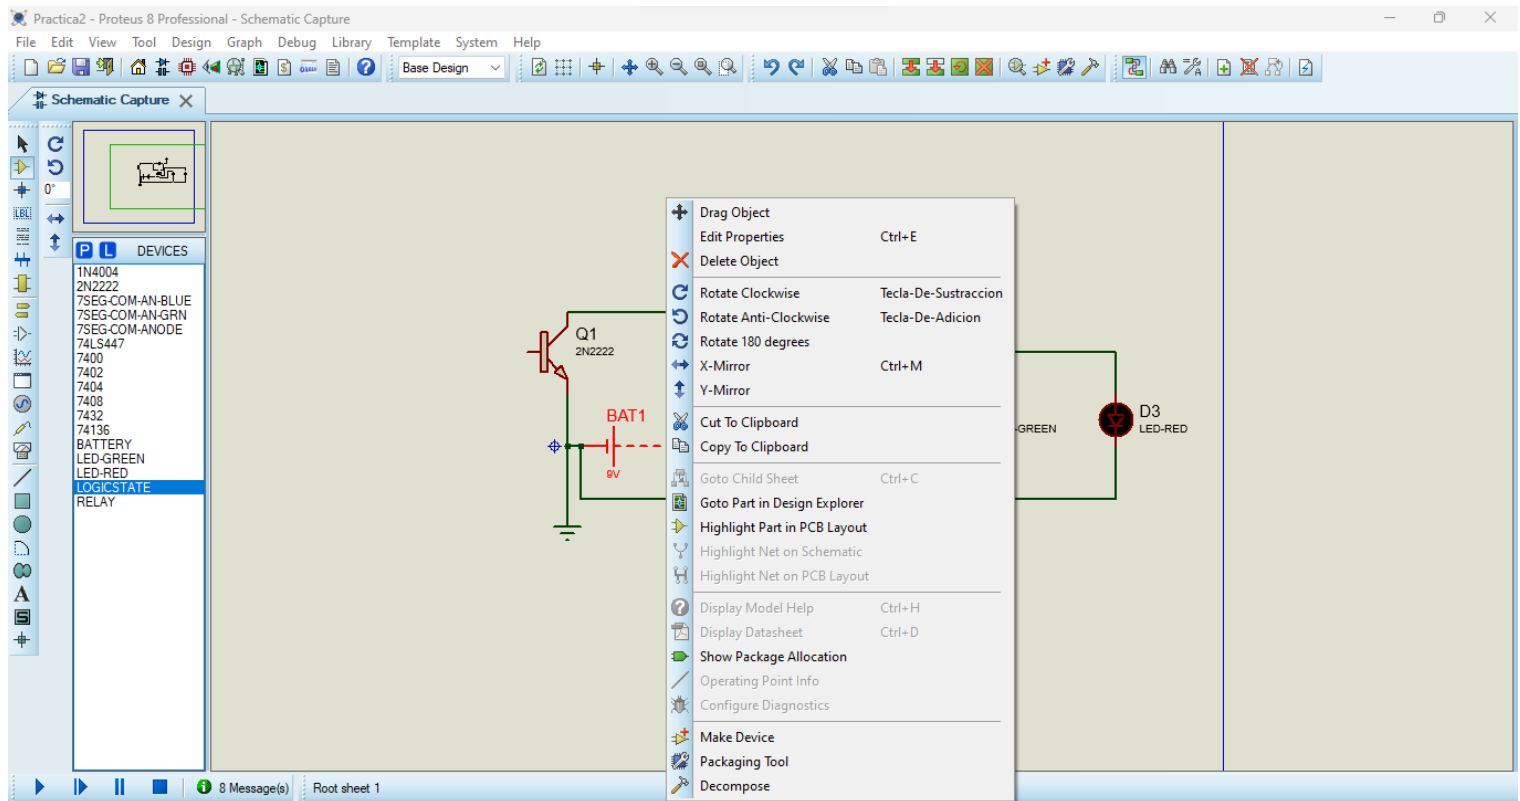 Practica2 - Proteus 8 Professional - Schematic Capture
File Edit View Tool Design Graph Debug Library Template System Help
Base Design
Schematic Capture
0°
LBL
P L DEVICES
1N4004
2N2222
7SEG-COM-AN-BLUE
7SEG-COM-AN-GRN
7SEG-COM-ANODE
74LS447
7400
7402
7404
7408
7432
74136
BATTERY
LED-GREEN
LED-RED
LOGICSTATE
RELAY
A
S
Q1
2N2222
BAT1
9V
Drag Object
Edit Properties Ctrl+E
Delete Object
Rotate Clockwise Tecla-De-Sustraccion
Rotate Anti-Clockwise Tecla-De-Adicion
Rotate 180 degrees
X-Mirror Ctrl+M
Y-Mirror
Cut To Clipboard
Copy To Clipboard
Goto Child Sheet Ctrl+C
Goto Part in Design Explorer
Highlight Part in PCB Layout
Highlight Net on Schematic
Highlight Net on PCB Layout
Display Model Help Ctrl+H
Display Datasheet Ctrl+D
Show Package Allocation
Operating Point Info
Configure Diagnostics
Make Device
Packaging Tool
Decompose
-GREEN
D3
LED-RED
8 Message(s) Root sheet 1